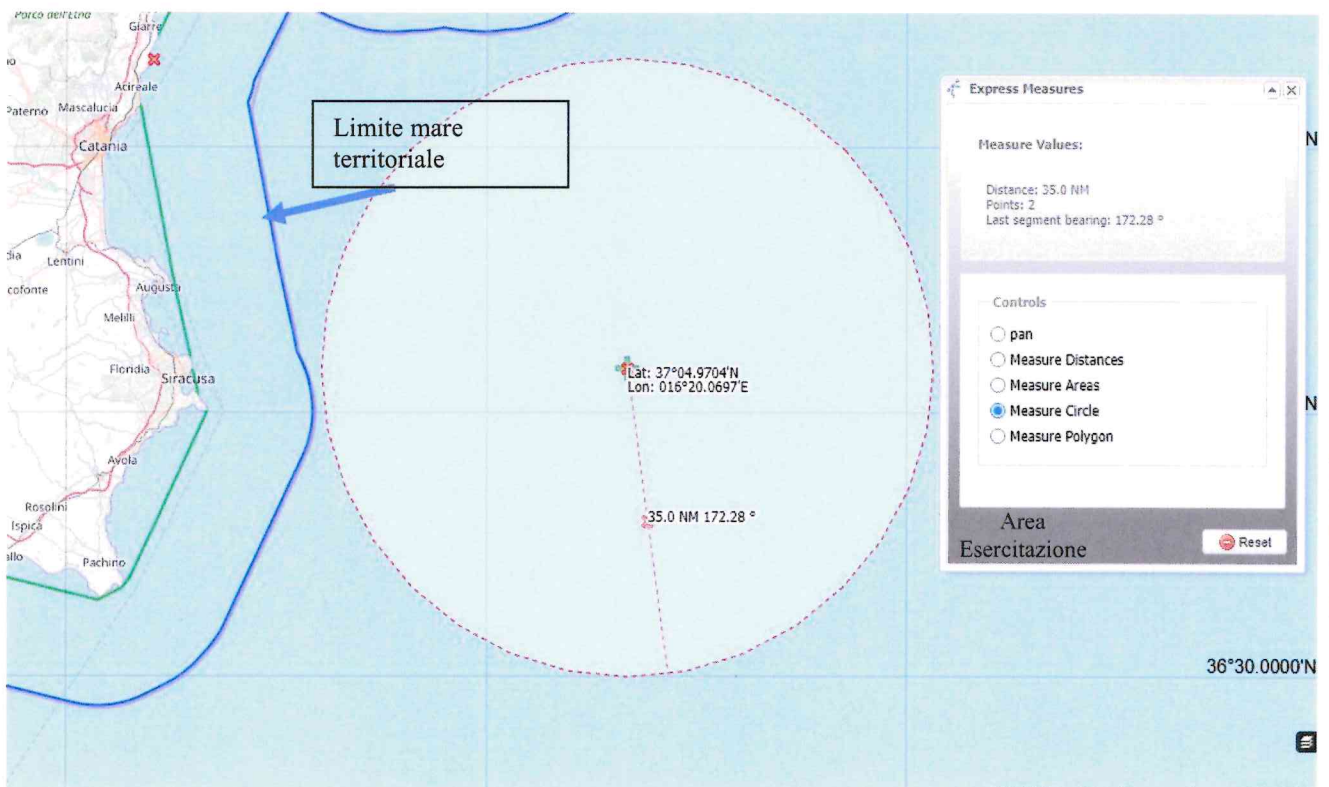 Parco dell'Etna
Giarre
Acireale
Paternò
Mascalucia
Catania
Limite mare
territoriale
Lentini
cofonte
Augusta
Melilli
Floridia
Siracusa
Avola
Rosolini
Ispica
Pachino
Lat: 37°04.9704'N
Lon: 016°20.0697'E
35.0 NM 172.28 °
Express Measures
Measure Values:
Distance: 35.0 NM
Points: 2
Last segment bearing: 172.28 °
Controls
pan
Measure Distances
Measure Areas
Measure Circle
Measure Polygon
Area
Esercitazione
Reset
N
N
36°30.0000'N